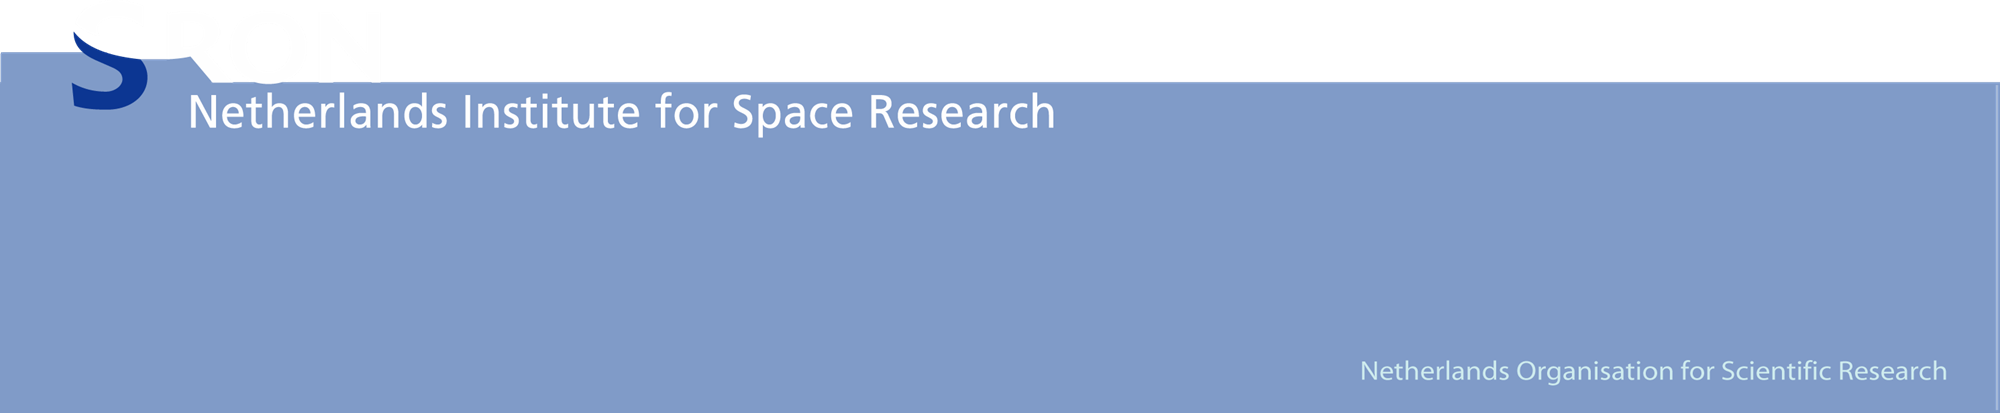 Netherlands Institute for Space Research
Netherlands Organisation for Scientific Research